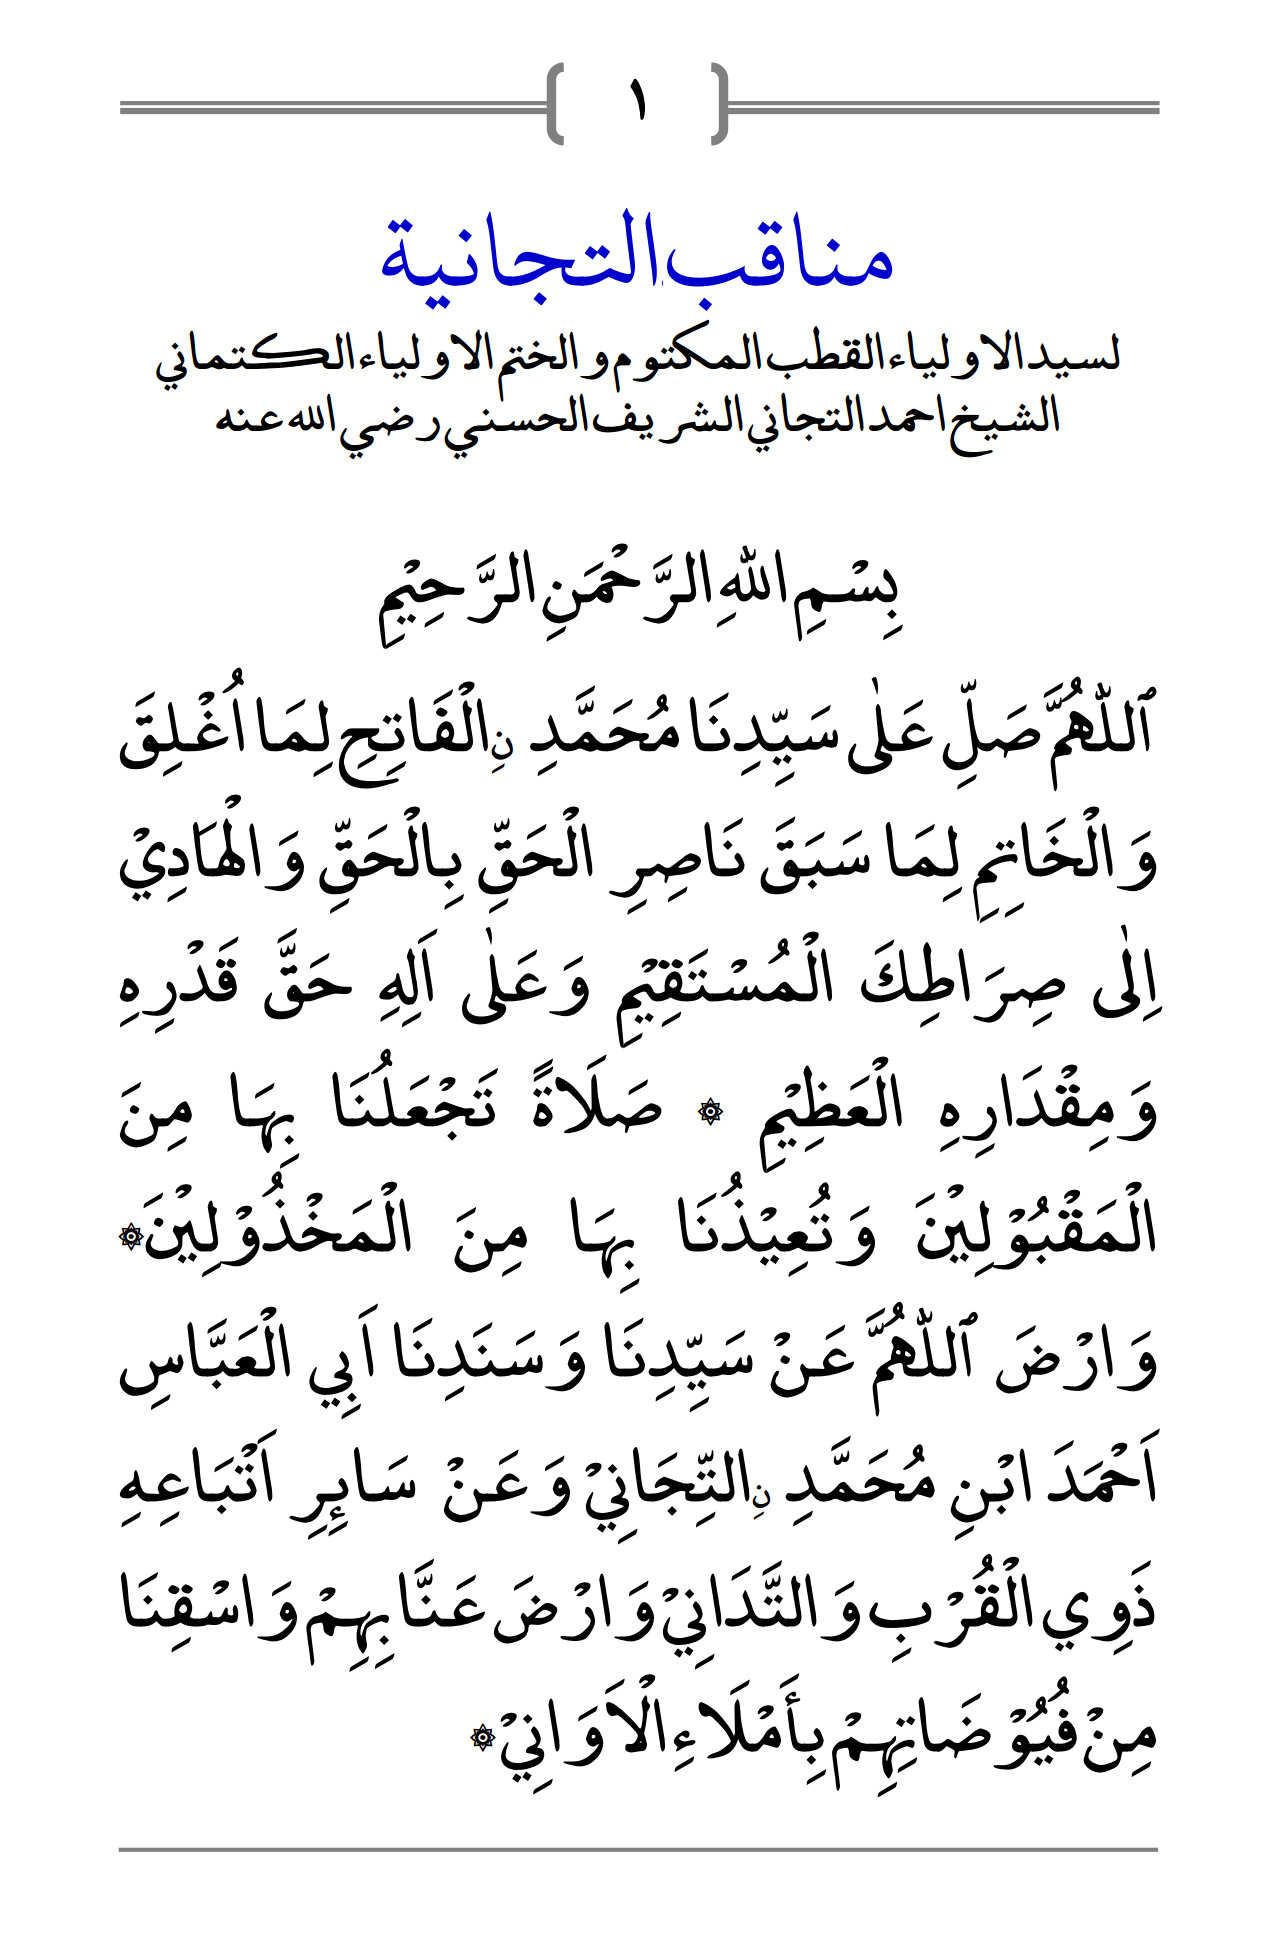 ١
مناقب التجانية
لسيد الاولياء القطب المكتوم و الختم الاولياء الكتماني
الشيخ احمد التجاني الشريف الحسني رضي الله عنه
بِسْمِ اللهِ الرَّحْمَنِ الرَّحِيْمِ
ٱللّٰهُمَّ صَلِّ عَلٰى سَيِّدِنَا مُحَمَّدِ نِالْفَاتِحِ لِمَا اُغْلِقَ
وَالْخَاتِمِ لِمَا سَبَقَ نَاصِرِ الْحَقِّ بِالْحَقِّ وَالْهَادِيْ
اِلٰى صِرَاطِكَ الْمُسْتَقِيْمِ وَعَلٰى اَلِهِ حَقَّ قَدْرِهِ
وَمِقْدَارِهِ الْعَظِيْمِ ۞ صَلَاةً تَجْعَلُنَا بِهَا مِنَ
الْمَقْبُوْلِيْنَ وَتُعِيْذُنَا بِهَا مِنَ الْمَخْذُوْلِيْنَ۞
وَارْضَ ٱللّٰهُمَّ عَنْ سَيِّدِنَا وَسَنَدِنَا اَبِي الْعَبَّاسِ
اَحْمَدَ ابْنِ مُحَمَّدِ نِالتِّجَانِيْ وَعَنْ سَائِرِ اَتْبَاعِهِ
ذَوِي الْقُرْبِ وَالتَّدَانِيْ وَارْضَ عَنَّا بِهِمْ وَاسْقِنَا
مِنْ فُيُوْضَاتِهِمْ بِأَمْلَاءِ الْاَوَانِيْ۞